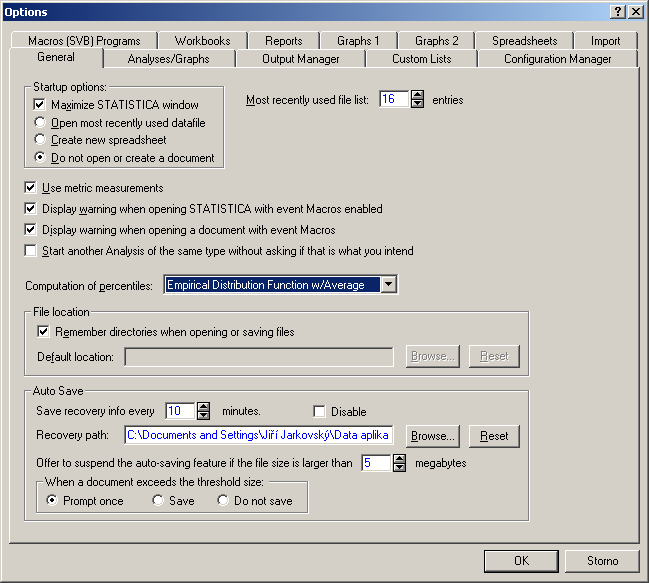 Options
Macros (SVB) Programs Workbooks Reports Graphs 1 Graphs 2 Spreadsheets Import
General Analyses/Graphs Output Manager Custom Lists Configuration Manager
Startup options:
Maximize STATISTICA window
Most recently used file list: 16 entries
Open most recently used datafile
Create new spreadsheet
Do not open or create a document
Use metric measurements
Display warning when opening STATISTICA with event Macros enabled
Display warning when opening a document with event Macros
Start another Analysis of the same type without asking if that is what you intend
Computation of percentiles: Empirical Distribution Function w/Average
File location
Remember directories when opening or saving files
Default location: Browse... Reset
Auto Save
Save recovery info every 10 minutes. Disable
Recovery path: C:\Documents and Settings\Jiří Jarkovský\Data aplika Browse... Reset
Offer to suspend the auto-saving feature if the file size is larger than 5 megabytes
When a document exceeds the threshold size:
Prompt once Save Do not save
OK Storno